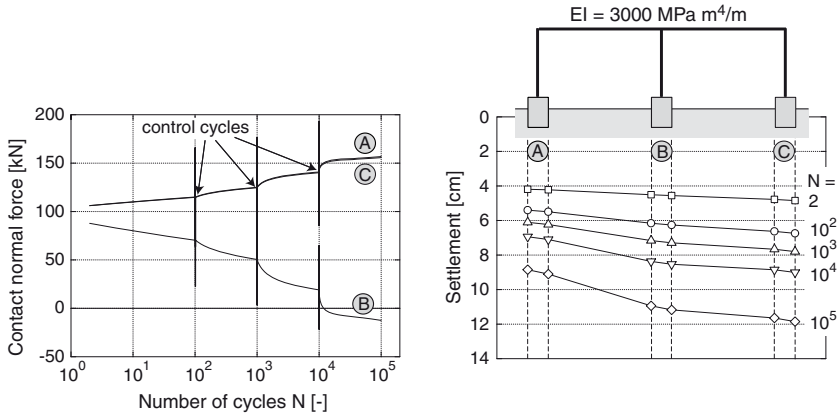 EI = 3000 MPa m⁴/m
200
150
100
50
0
-50
10⁰
10¹
10²
10³
10⁴
10⁵
Contact normal force [kN]
Number of cycles N [-]
control cycles
A
C
B
0
2
4
6
8
10
12
14
Settlement [cm]
A
B
C
N =
2
10²
10³
10⁴
10⁵